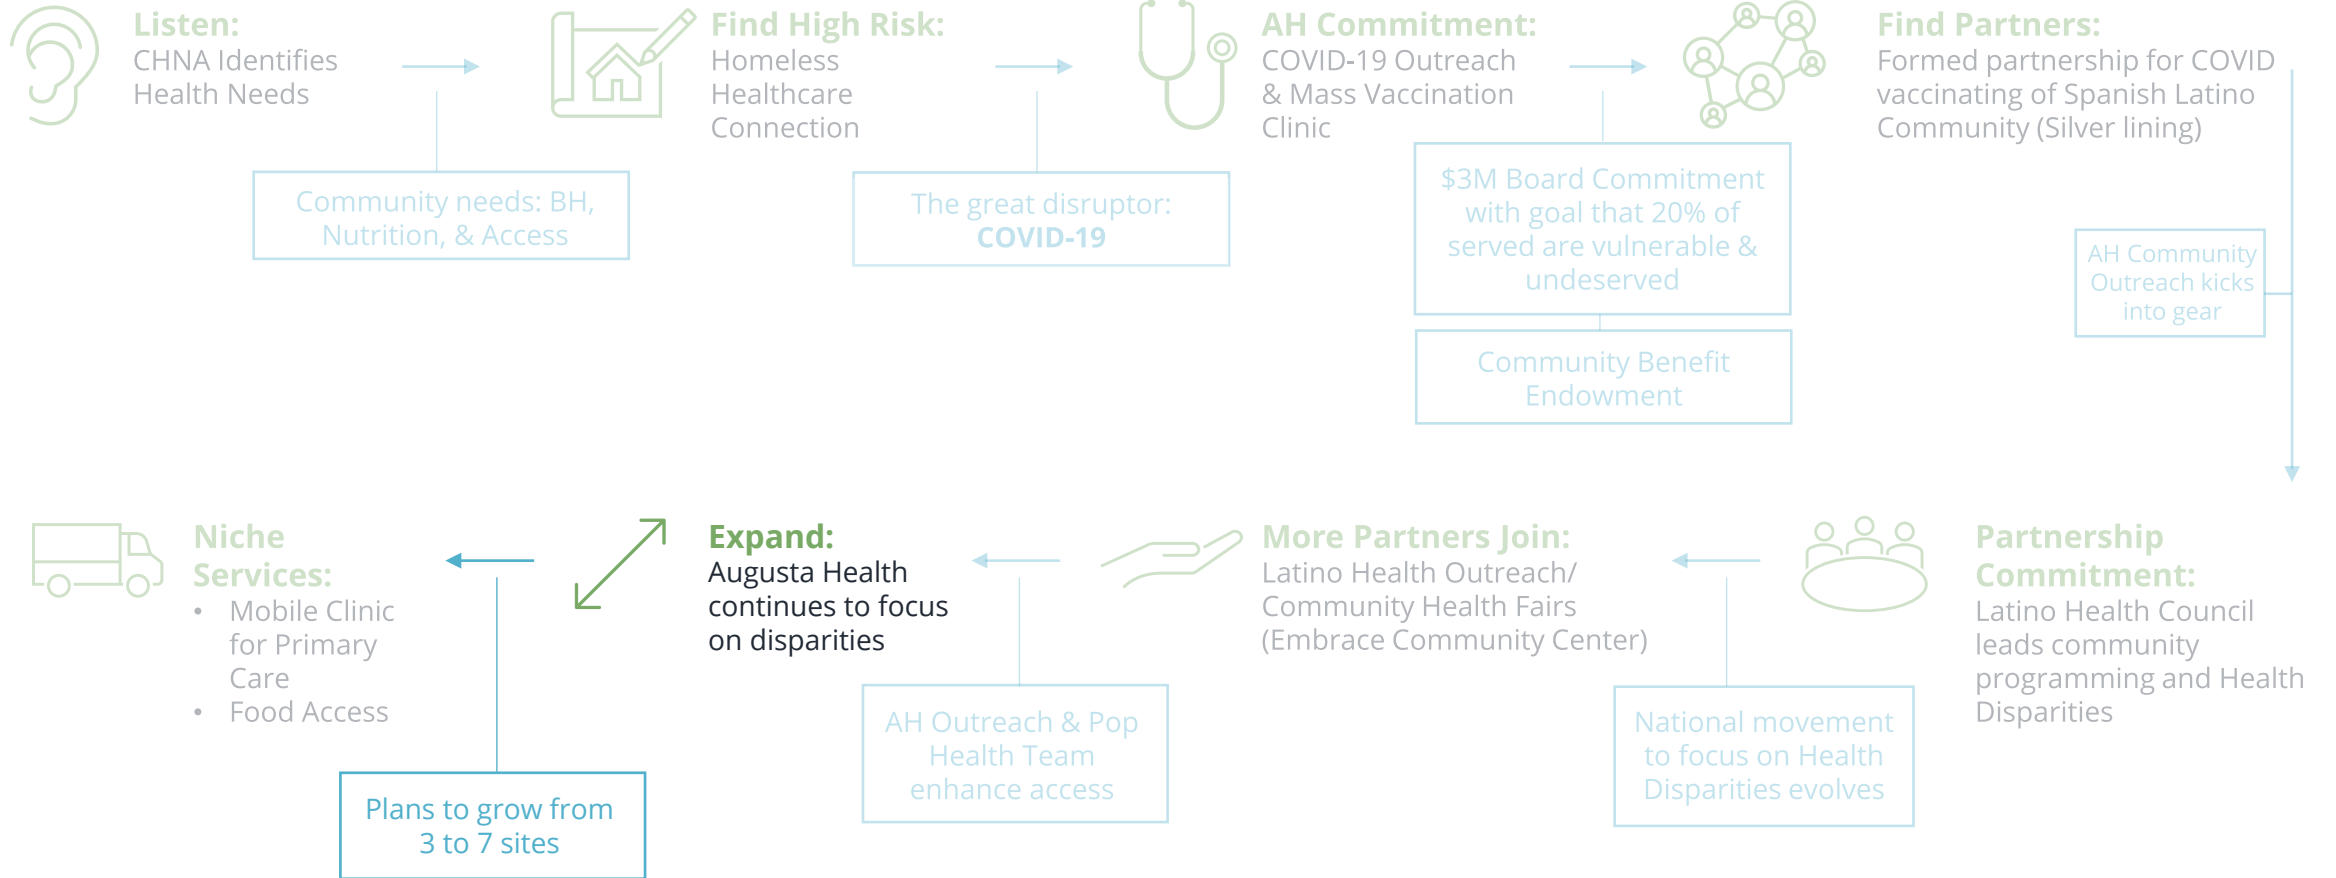 Listen:
CHNA Identifies
Health Needs
Community needs: BH,
Nutrition, & Access
Find High Risk:
Homeless
Healthcare
Connection
The great disruptor:
COVID-19
AH Commitment:
COVID-19 Outreach
& Mass Vaccination
Clinic
$3M Board Commitment
with goal that 20% of
served are vulnerable &
undeserved
Community Benefit
Endowment
Find Partners:
Formed partnership for COVID
vaccinating of Spanish Latino
Community (Silver lining)
AH Community
Outreach kicks
into gear
Partnership
Commitment:
Latino Health Council
leads community
programming and Health
Disparities
National movement
to focus on Health
Disparities evolves
More Partners Join:
Latino Health Outreach/
Community Health Fairs
(Embrace Community Center)
AH Outreach & Pop
Health Team
enhance access
Expand:
Augusta Health
continues to focus
on disparities
Plans to grow from
3 to 7 sites
Niche
Services:
• Mobile Clinic
for Primary
Care
• Food Access